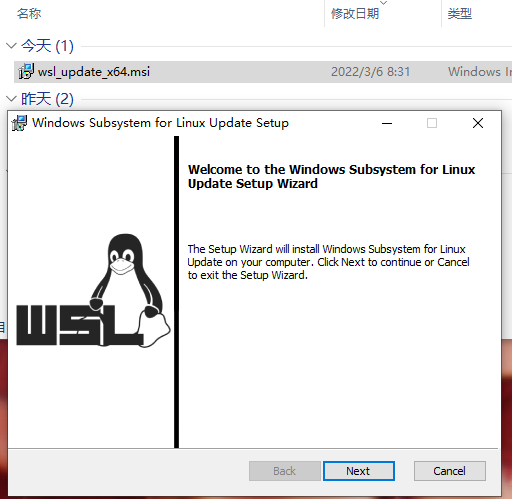 名称
修改日期
类型
今天 (1)
wsl_update_x64.msi
2022/3/6 8:31
Windows In
昨天 (2)
Windows Subsystem for Linux Update Setup
Welcome to the Windows Subsystem for Linux
Update Setup Wizard
The Setup Wizard will install Windows Subsystem for Linux
Update on your computer. Click Next to continue or Cancel
to exit the Setup Wizard.
WSL
Back
Next
Cancel